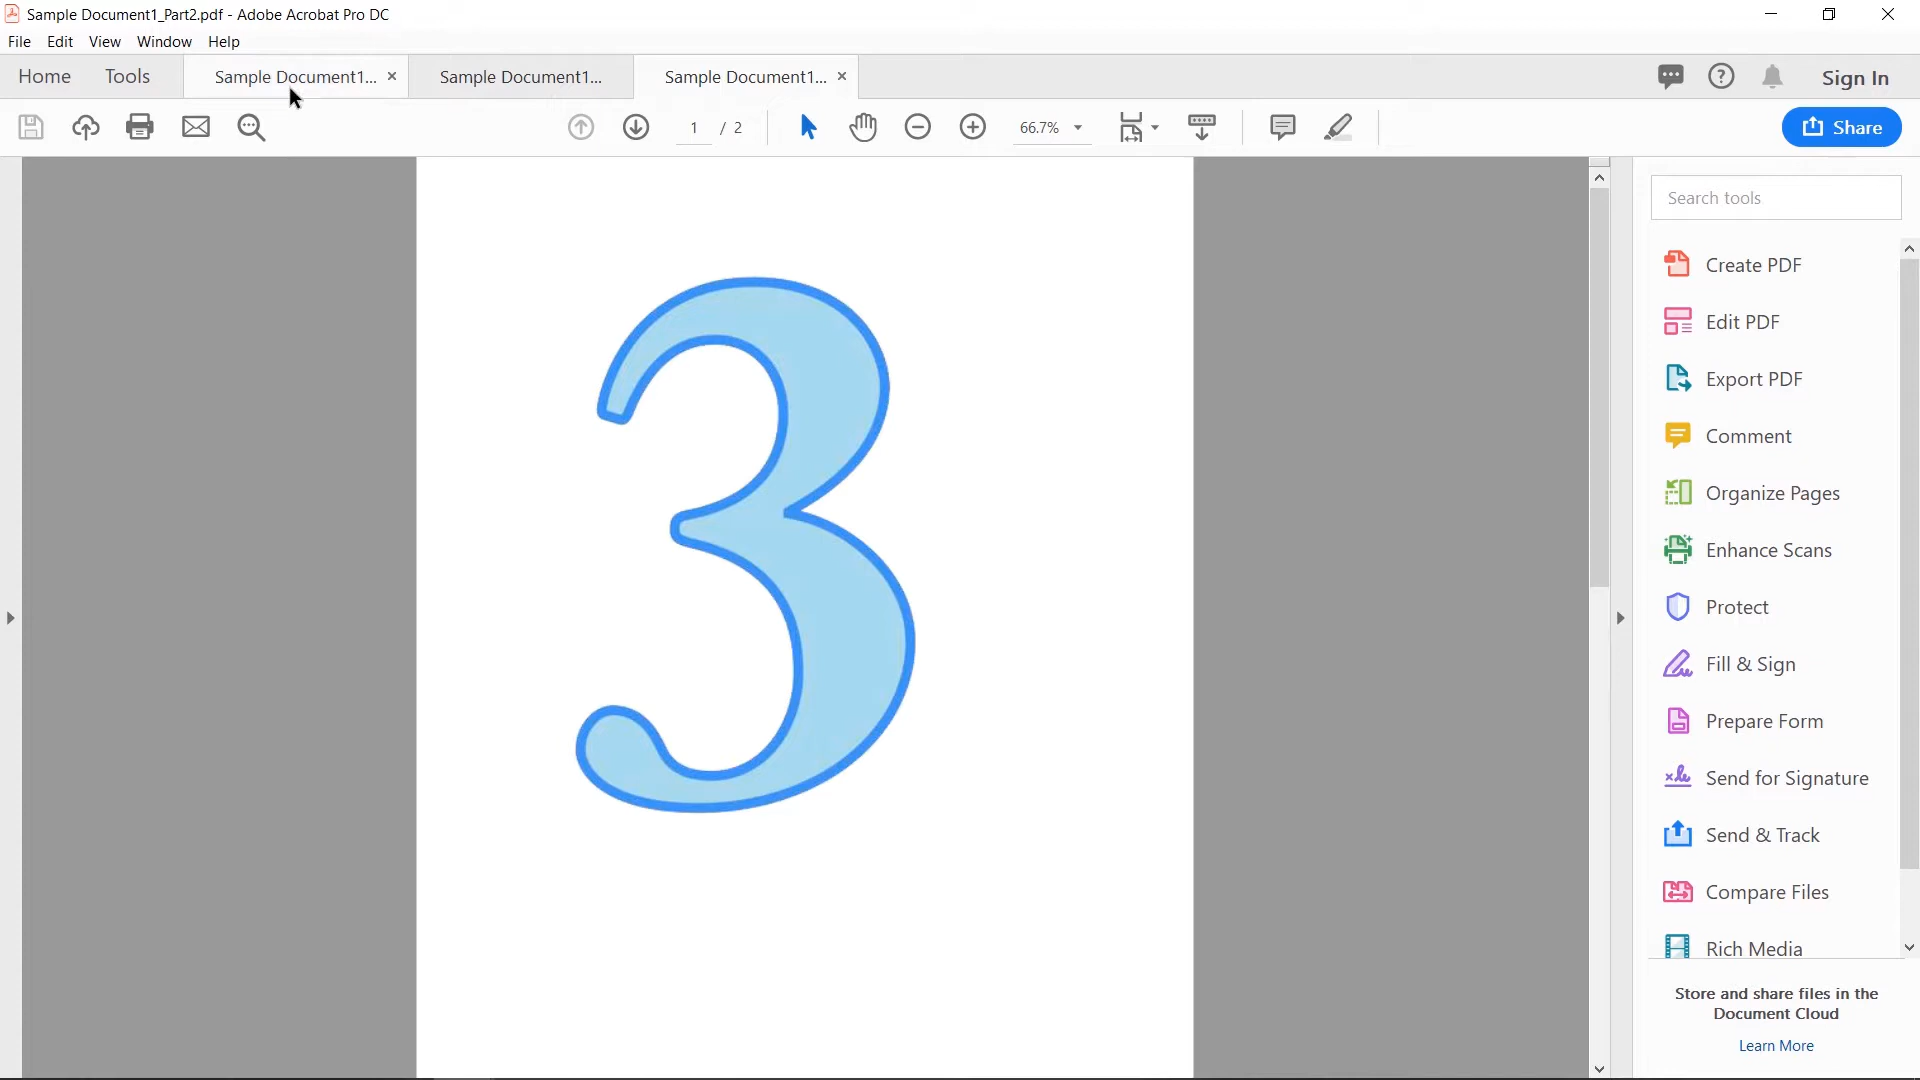 Sample Document1_Part2.pdf - Adobe Acrobat Pro DC
File Edit View Window Help
Home Tools Sample Document1... × Sample Document1... Sample Document1... × Sign In
1 / 2 66.7% Share
3
Search tools
Create PDF
Edit PDF
Export PDF
Comment
Organize Pages
Enhance Scans
Protect
Fill & Sign
Prepare Form
Send for Signature
Send & Track
Compare Files
Rich Media
Store and share files in the
Document Cloud
Learn More